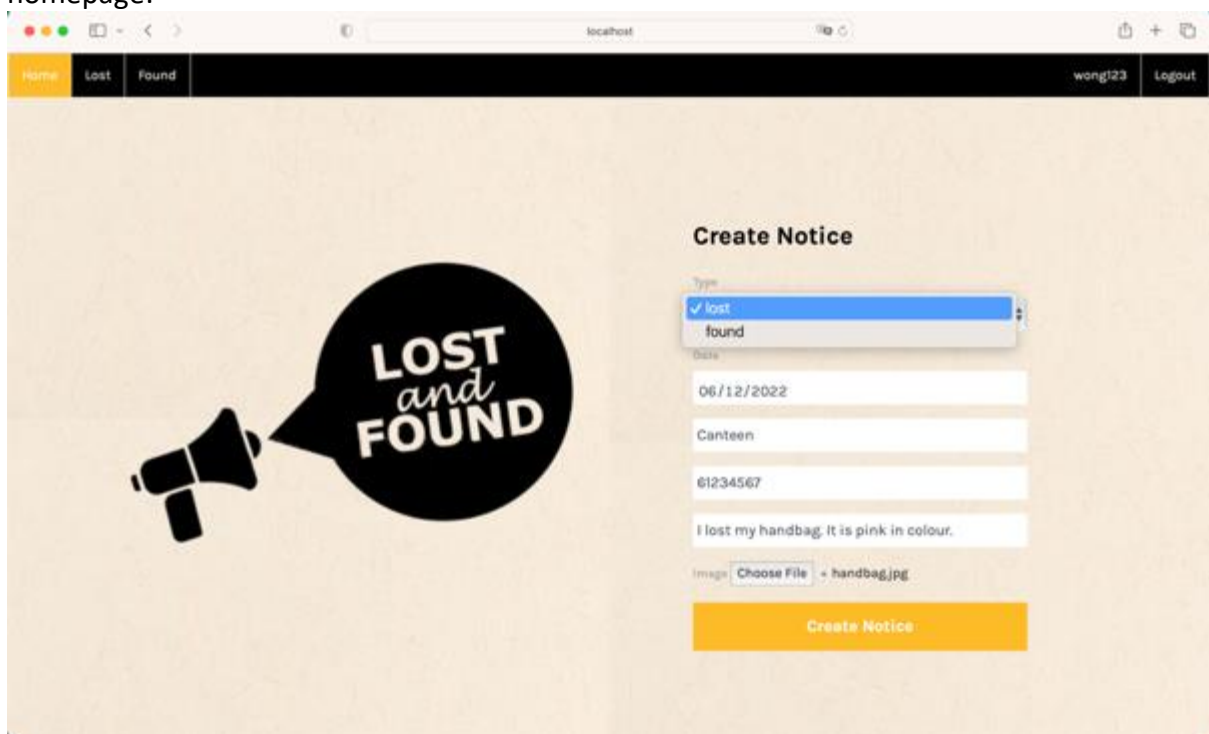 homepage.
localhost
Home Lost Found wong123 Logout
Create Notice
Type
✓ lost
found
Date
LOST
and
FOUND
06/12/2022
Canteen
61234567
I lost my handbag. It is pink in colour.
Image Choose File handbag.jpg
Create Notice